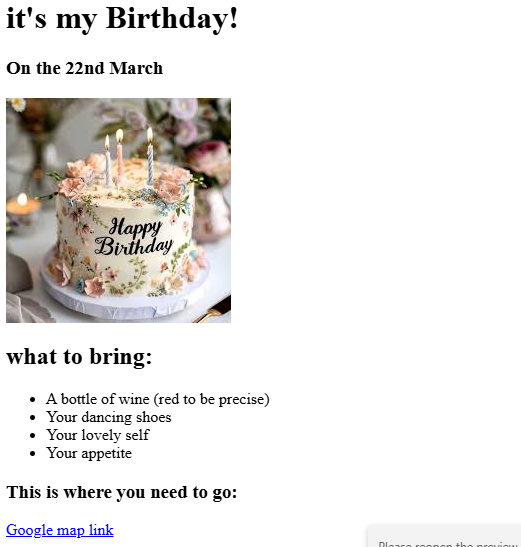 it's my Birthday!
On the 22nd March
Happy
Birthday
what to bring:
A bottle of wine (red to be precise)
Your dancing shoes
Your lovely self
Your appetite
This is where you need to go:
Google map link
Please reopen the preview